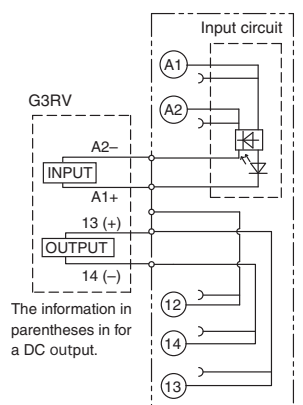 Input circuit
A1
G3RV
A2
A2–
INPUT
A1+
13 (+)
OUTPUT
14 (–)
The information in
parentheses in for
a DC output.
12
14
13